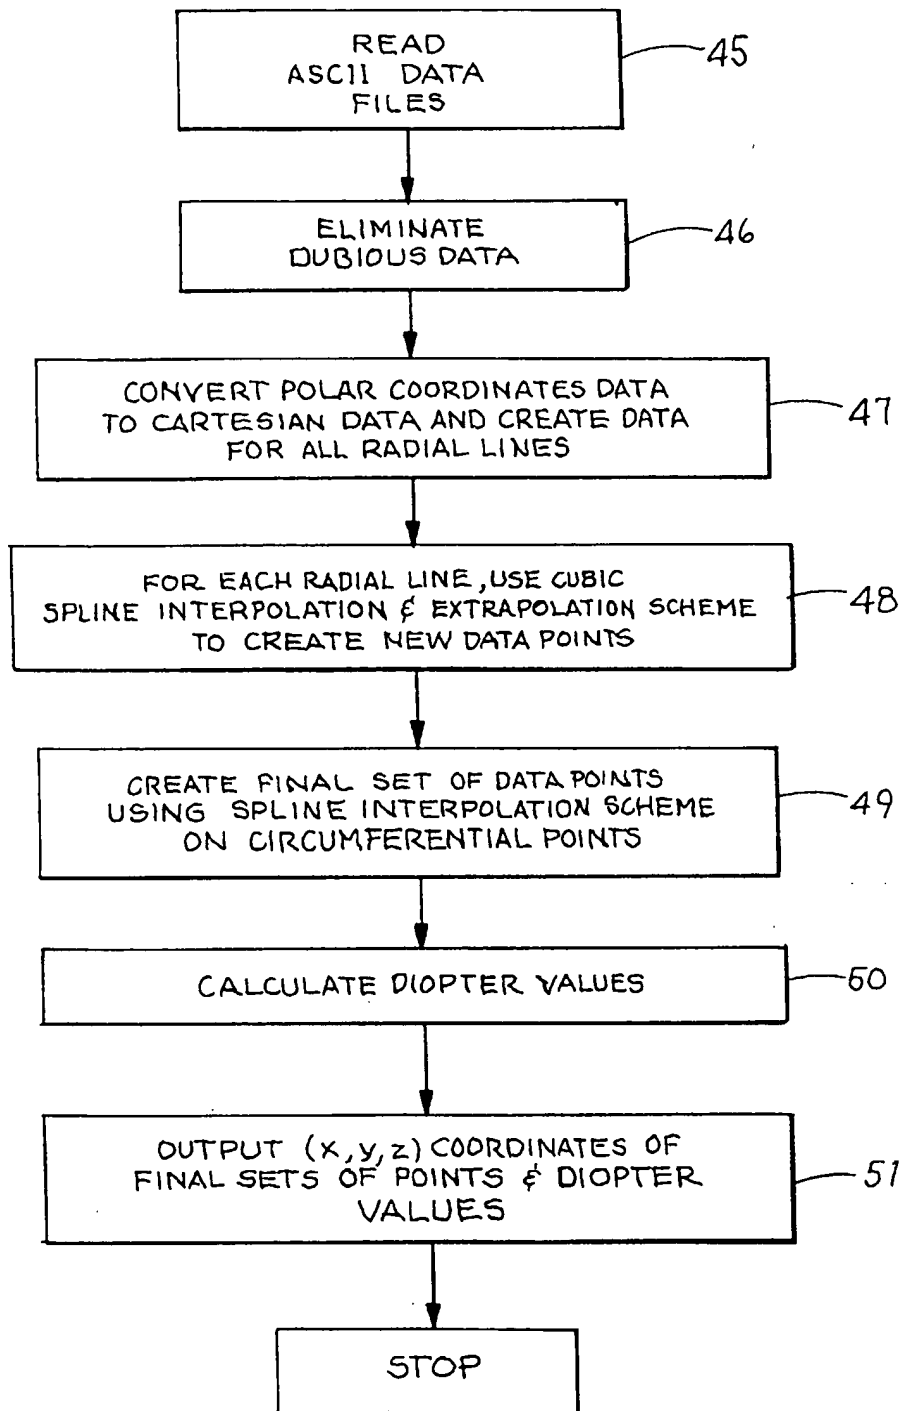 READ
ASCII DATA
FILES
45
ELIMINATE
DUBIOUS DATA
46
CONVERT POLAR COORDINATES DATA
TO CARTESIAN DATA AND CREATE DATA
FOR ALL RADIAL LINES
47
FOR EACH RADIAL LINE, USE CUBIC
SPLINE INTERPOLATION & EXTRAPOLATION SCHEME
TO CREATE NEW DATA POINTS
48
CREATE FINAL SET OF DATA POINTS
USING SPLINE INTERPOLATION SCHEME
ON CIRCUMFERENTIAL POINTS
49
CALCULATE DIOPTER VALUES
50
OUTPUT (x,y,z) COORDINATES OF
FINAL SETS OF POINTS & DIOPTER
VALUES
51
STOP